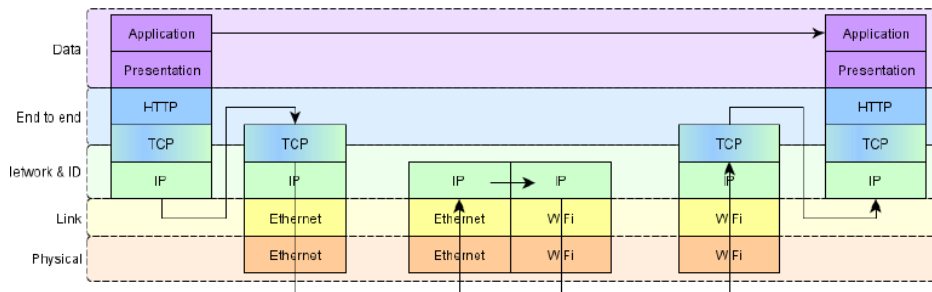 Data
Application
Application
Presentation
Presentation
End to end
HTTP
HTTP
TCP
TCP
TCP
TCP
letwork & ID
IP
IP
IP
IP
IP
IP
Link
Ethernet
Ethernet
WiFi
WiFi
Physical
Ethernet
Ethernet
WiFi
WiFi